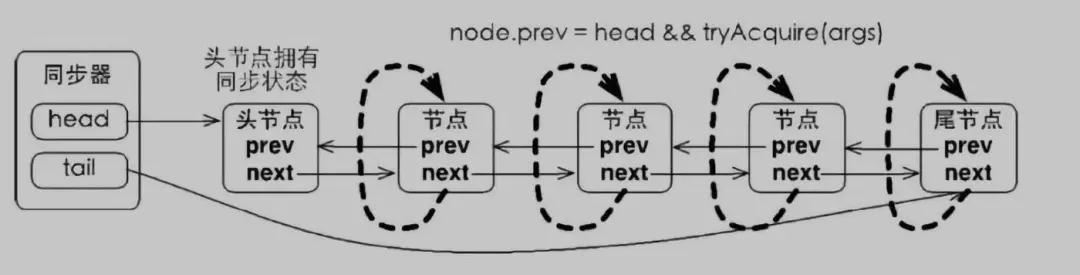 node.prev = head && tryAcquire(args)
同步器
head
tail
头节点拥有
同步状态
头节点
prev
next
节点
prev
next
节点
prev
next
节点
prev
next
尾节点
prev
next